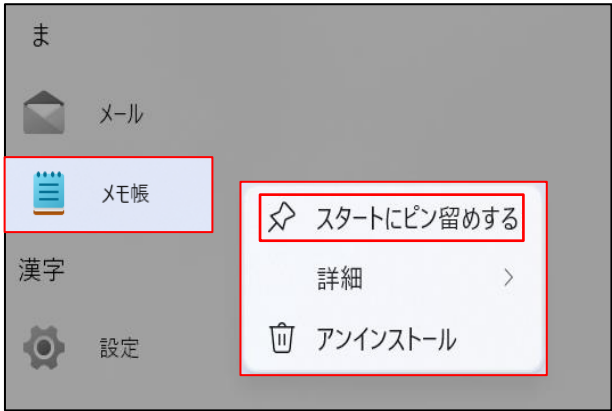 ま
メール
メモ帳
スタートにピン留めする
漢字
詳細
設定
アンインストール